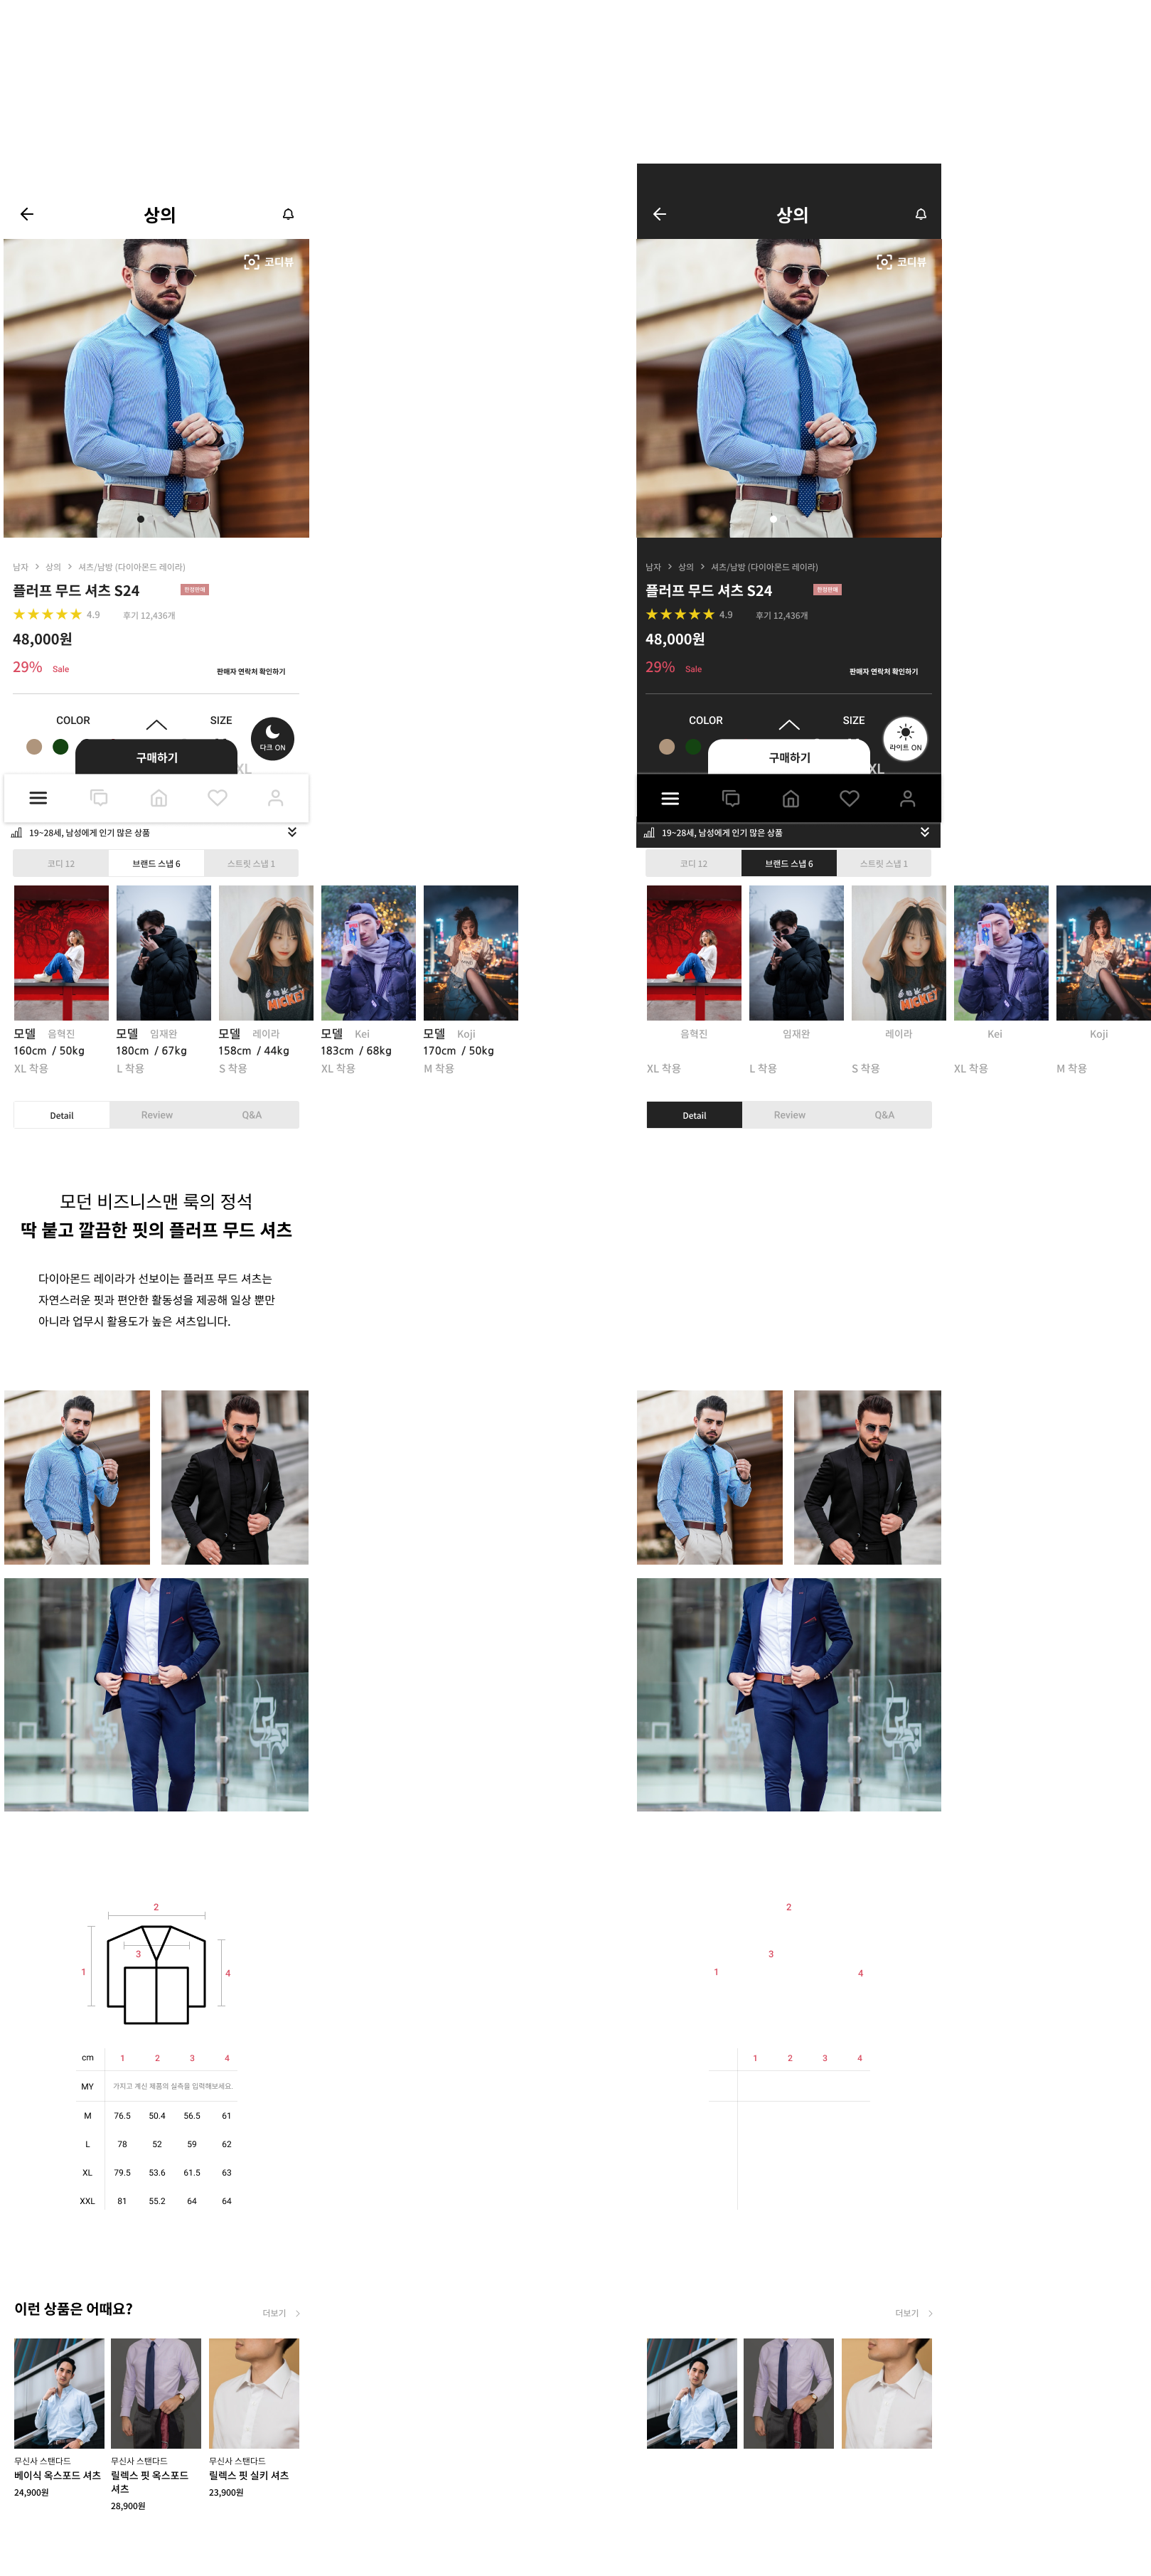 상의
코디뷰
남자 > 상의 > 셔츠/남방 (다이아몬드 레이라)
플러프 무드 셔츠 S24
한정판매
4.9 후기 12,436개
48,000원
29% Sale
판매자 연락처 확인하기
COLOR
SIZE
다크 ON
구매하기
XL
19~28세, 남성에게 인기 많은 상품
코디 12
브랜드 스냅 6
스트릿 스냅 1
모델 음혁진
160cm / 50kg
XL 착용
모델 임재완
180cm / 67kg
L 착용
모델 레이라
158cm / 44kg
S 착용
모델 Kei
183cm / 68kg
XL 착용
모델 Koji
170cm / 50kg
M 착용
Detail
Review
Q&A
모던 비즈니스맨 룩의 정석
딱 붙고 깔끔한 핏의 플러프 무드 셔츠
다이아몬드 레이라가 선보이는 플러프 무드 셔츠는
자연스러운 핏과 편안한 활동성을 제공해 일상 뿐만
아니라 업무시 활용도가 높은 셔츠입니다.
2
3
1
4
cm 1 2 3 4
MY 가지고 계신 제품의 실측을 입력해보세요.
M 76.5 50.4 56.5 61
L 78 52 59 62
XL 79.5 53.6 61.5 63
XXL 81 55.2 64 64
이런 상품은 어때요?
더보기
무신사 스탠다드
베이식 옥스포드 셔츠
24,900원
무신사 스탠다드
릴렉스 핏 옥스포드
셔츠
28,900원
무신사 스탠다드
릴렉스 핏 실키 셔츠
23,900원
상의
코디뷰
남자 > 상의 > 셔츠/남방 (다이아몬드 레이라)
플러프 무드 셔츠 S24
한정판매
4.9 후기 12,436개
48,000원
29% Sale
판매자 연락처 확인하기
COLOR
SIZE
라이트 ON
구매하기
XL
19~28세, 남성에게 인기 많은 상품
코디 12
브랜드 스냅 6
스트릿 스냅 1
음혁진
XL 착용
임재완
L 착용
레이라
S 착용
Kei
XL 착용
Koji
M 착용
Detail
Review
Q&A
2
3
1
4
1 2 3 4
더보기